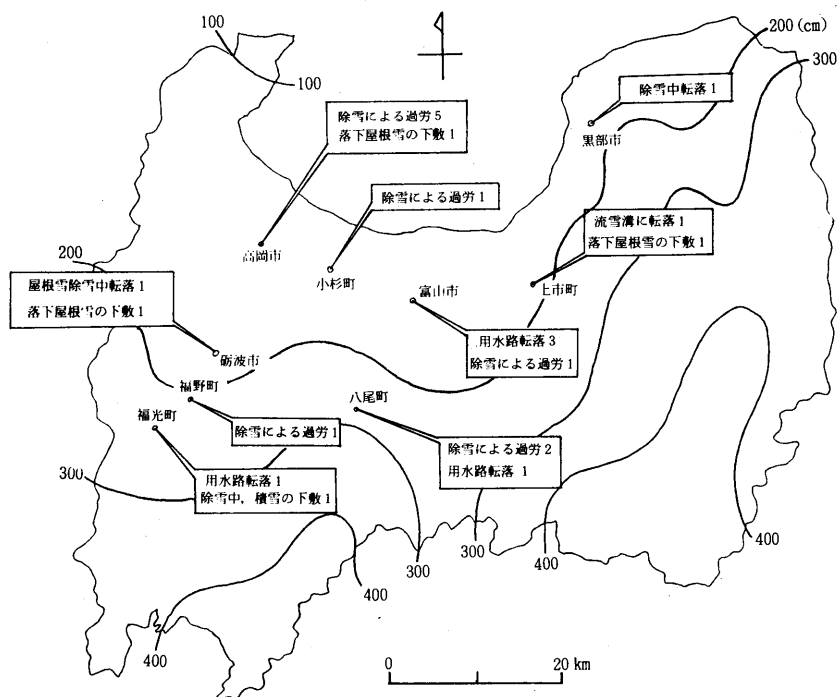 100
100
200 (cm)
300
除雪中転落 1
黒部市
除雪による過労 5
落下屋根雪の下敷 1
高岡市
除雪による過労 1
小杉町
流雪溝に転落 1
落下屋根雪の下敷 1
上市町
200
屋根雪除雪中転落 1
落下屋根雪の下敷 1
砺波市
富山市
用水路転落 3
除雪による過労 1
福野町
除雪による過労 1
福光町
用水路転落 1
除雪中，積雪の下敷 1
八尾町
除雪による過労 2
用水路転落 1
300
300
300
400
400
400
400
0
20 km